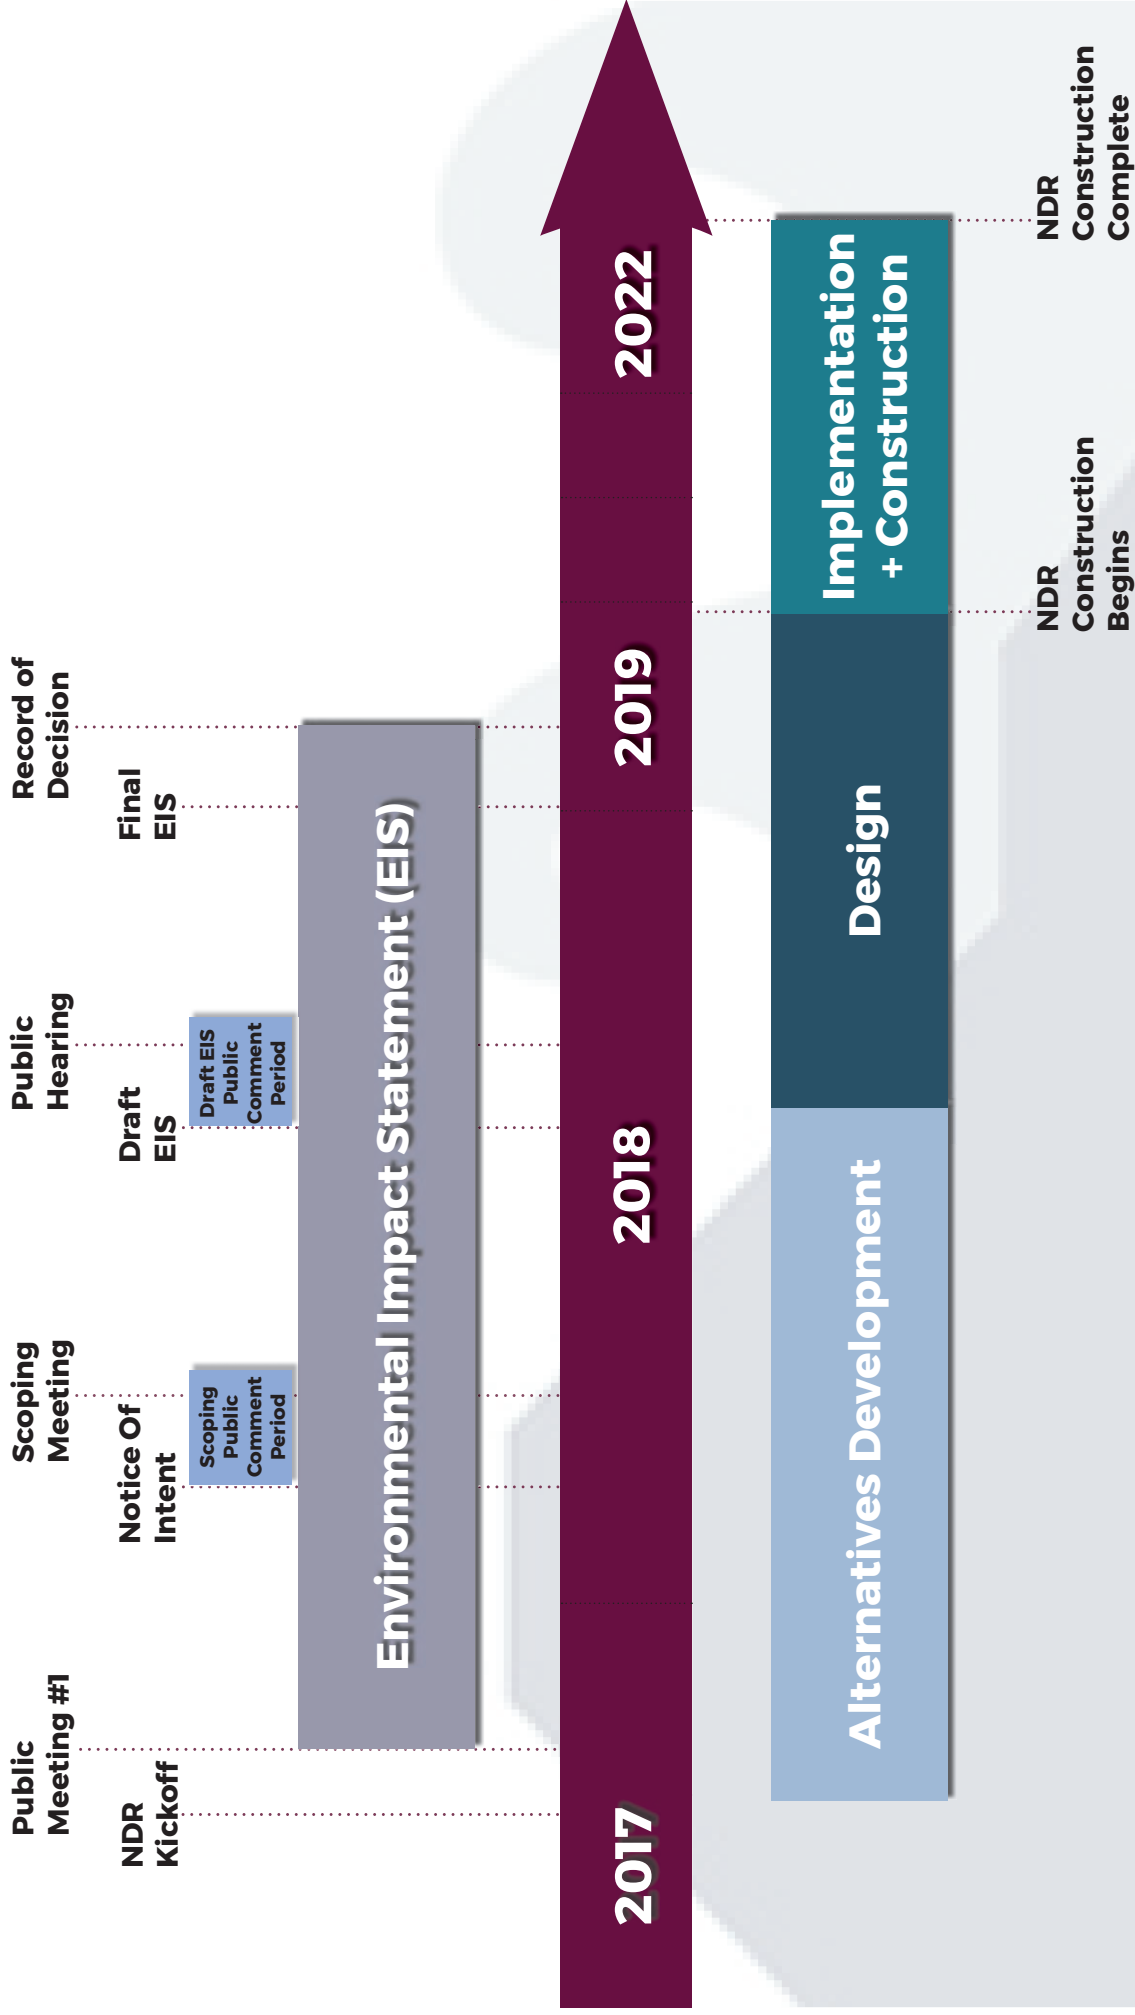 Public
Meeting #1
NDR
Kickoff
Scoping
Meeting
Notice Of
Intent
Scoping
Public
Comment
Period
Public
Hearing
Draft
EIS
Draft EIS
Public
Comment
Period
Record of
Decision
Final
EIS
Environmental Impact Statement (EIS)
2017
2018
2019
2022
Alternatives Development
Design
Implementation
+ Construction
NDR
Construction
Begins
NDR
Construction
Complete